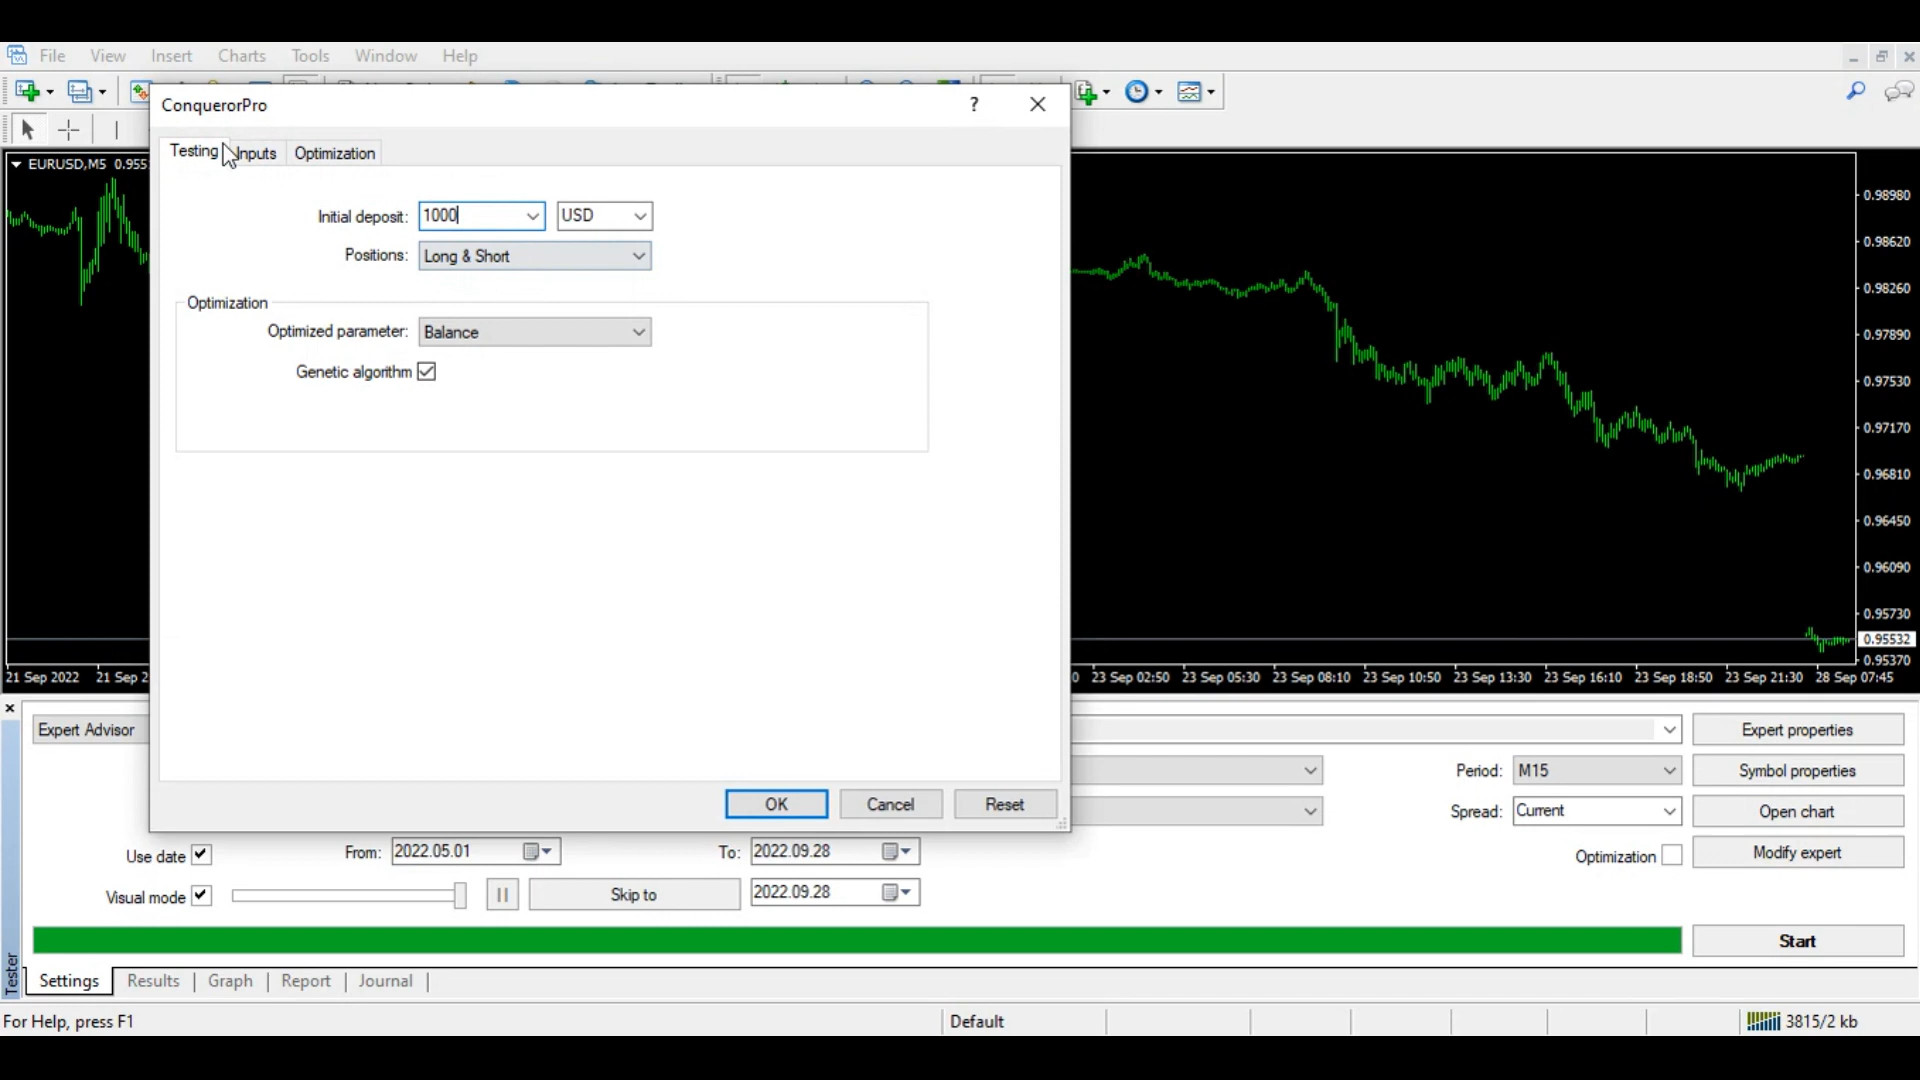 File View Insert Charts Tools Window Help
ConquerorPro ?
Testing Inputs Optimization
EURUSD,M5
Initial deposit: 1000 USD
Positions: Long & Short
Optimization
Optimized parameter: Balance
Genetic algorithm
OK Cancel Reset
0.98980
0.98620
0.98260
0.97890
0.97530
0.97170
0.96810
0.96450
0.96090
0.95730
0.95532
0.95370
21 Sep 2022 23 Sep 02:50 23 Sep 05:30 23 Sep 08:10 23 Sep 10:50 23 Sep 13:30 23 Sep 16:10 23 Sep 18:50 23 Sep 21:30 28 Sep 07:45
Expert Advisor Expert properties
Period: M15 Symbol properties
Spread: Current Open chart
Use date From: 2022.05.01 To: 2022.09.28 Optimization Modify expert
Visual mode Skip to 2022.09.28
Start
Tester
Settings Results Graph Report Journal
For Help, press F1 Default 3815/2 kb